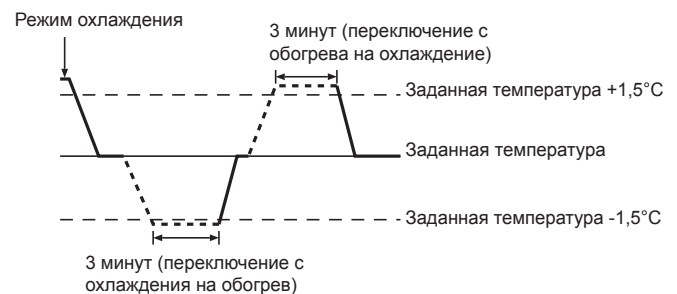 Режим охлаждения
3 минут (переключение с
обогрева на охлаждение)
Заданная температура +1,5°C
Заданная температура
Заданная температура -1,5°C
3 минут (переключение с
охлаждения на обогрев)